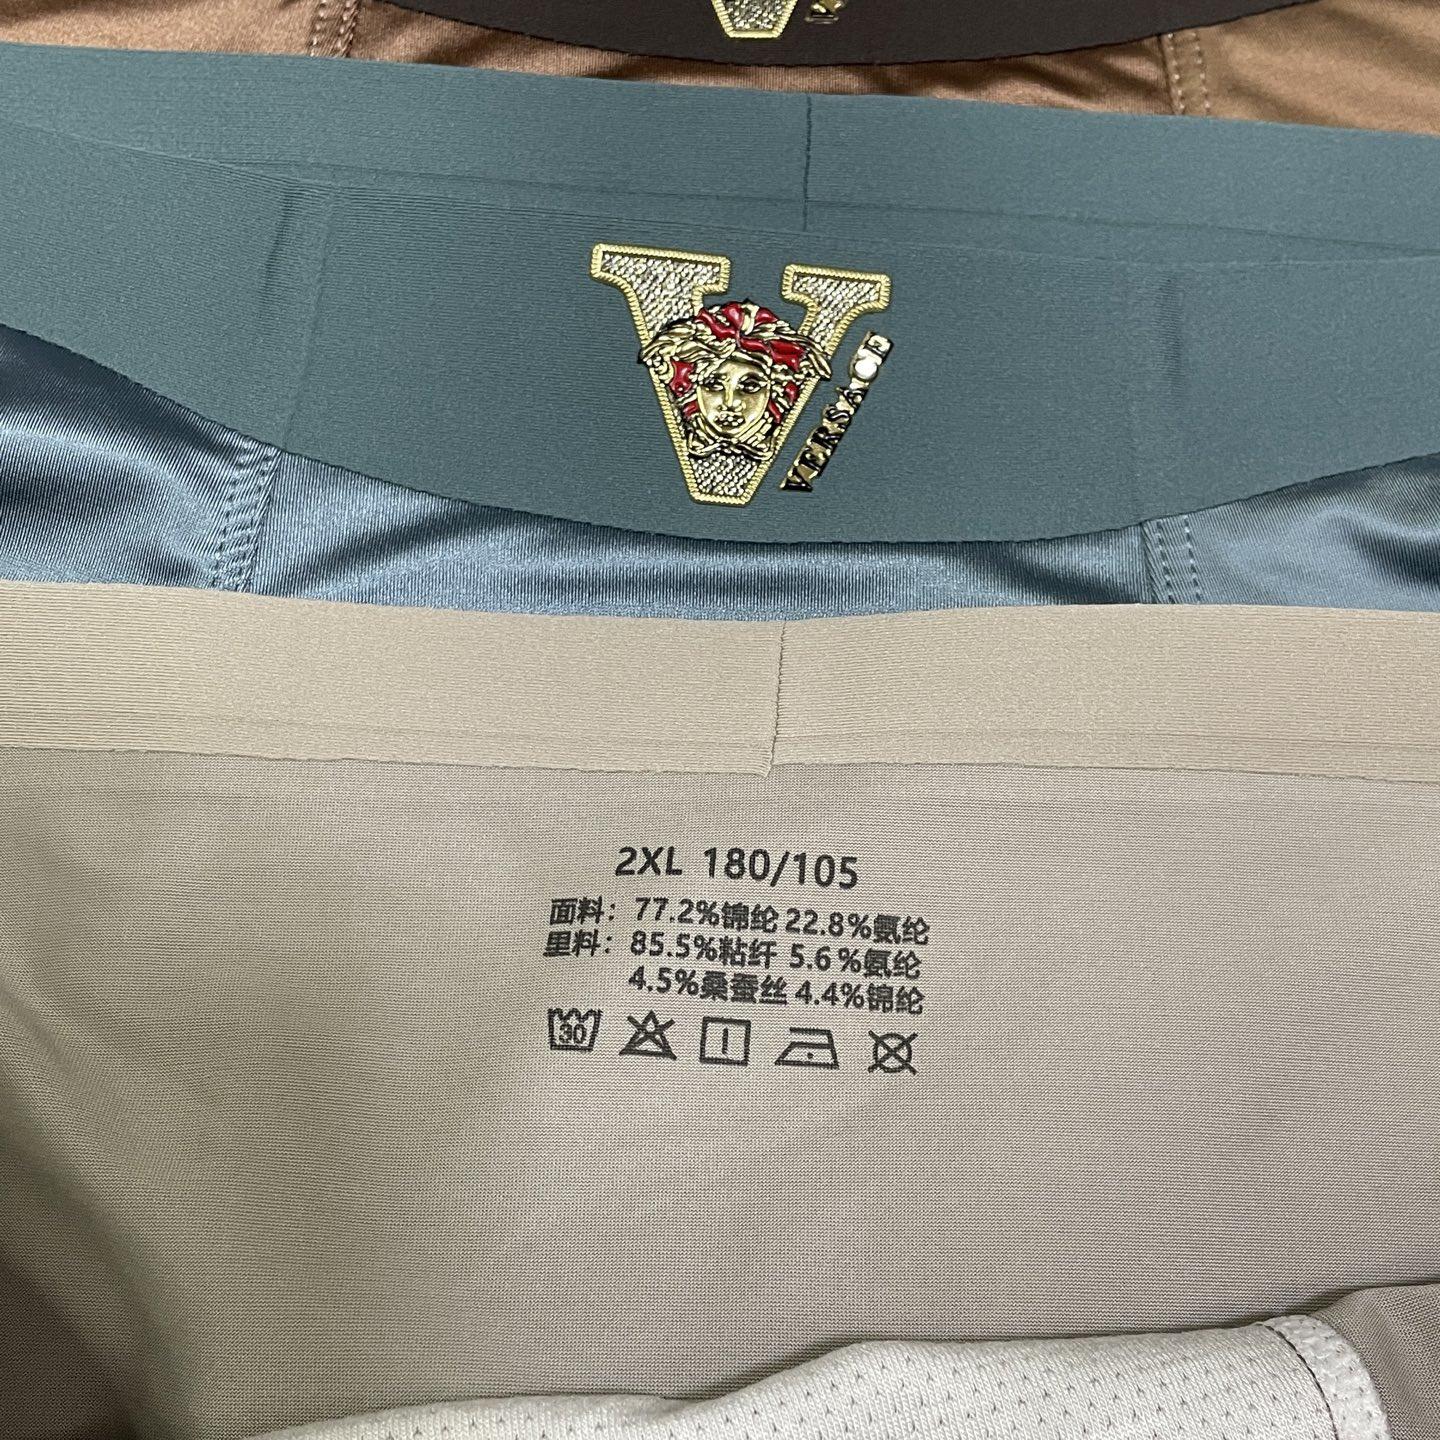 V
VERSACE
2XL 180/105
面料：77.2%锦纶 22.8%氨纶
里料：85.5%粘纤 5.6%氨纶
4.5%桑蚕丝 4.4%锦纶
30